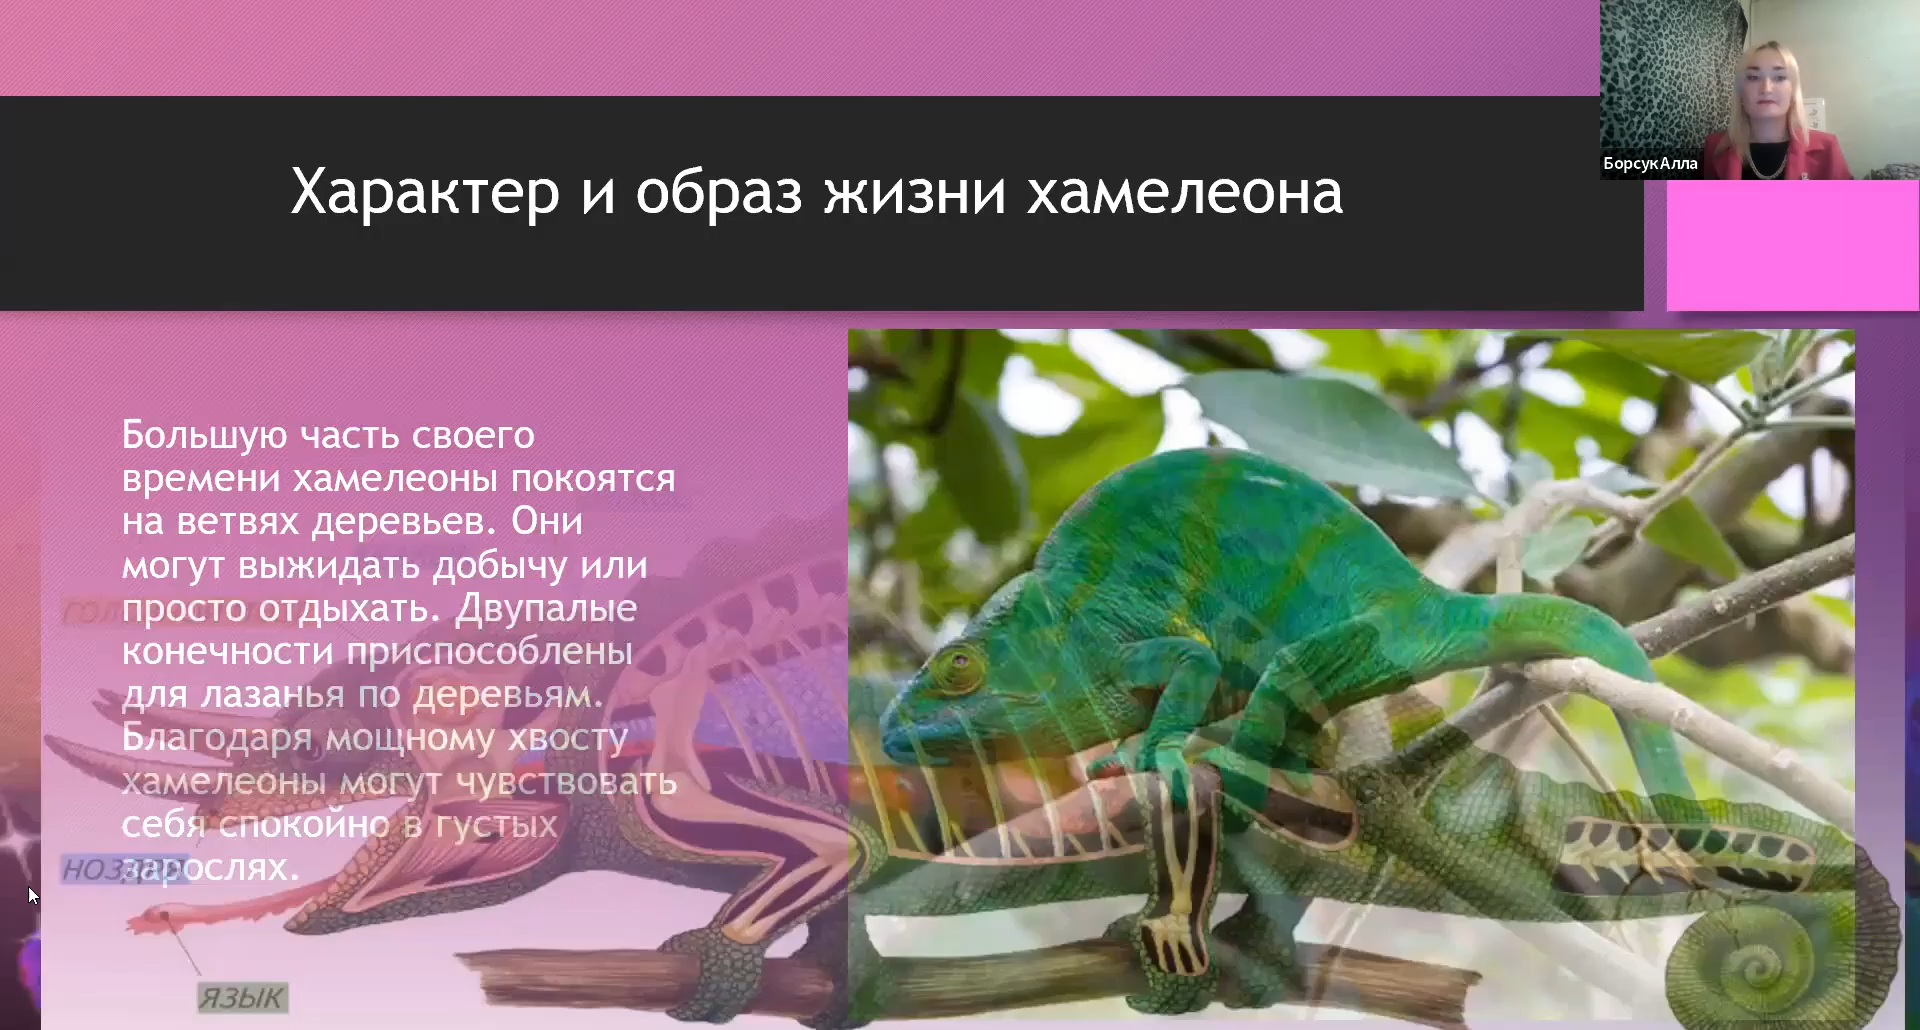 БорсукАлла
Характер и образ жизни хамелеона
Большую часть своего
времени хамелеоны покоятся
на ветвях деревьев. Они
могут выжидать добычу или
просто отдыхать. Двупалые
конечности приспособлены
для лазанья по деревьям.
Благодаря мощному хвосту
хамелеоны могут чувствовать
себя спокойно в густых
зарослях.
ЯЗЫК